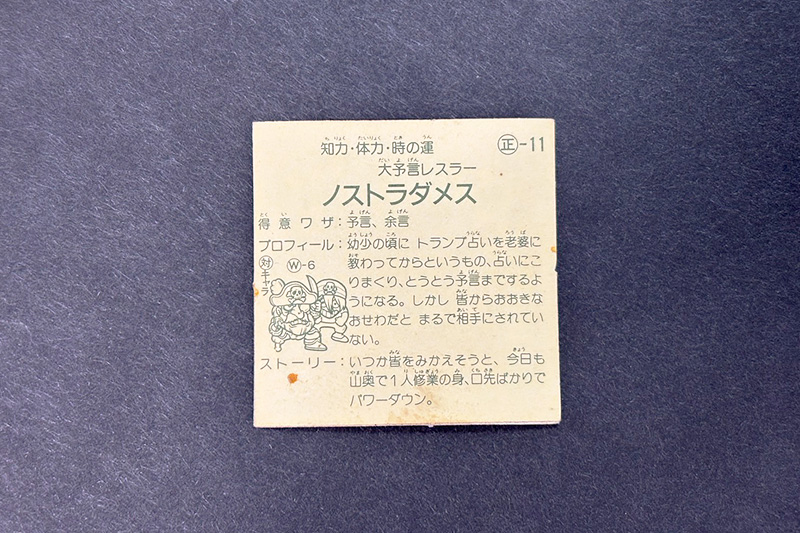 知力・体力・時の運 ㊣-11
大予言レスラー
ノストラダメス
得意ワザ：予言、余言
プロフィール：幼少の頃に トランプ占いを老婆に
教わってからというもの、占いにこ
りまくり、とうとう予言までするよ
うになる。しかし 皆からおおきな
おせわだと まるで相手にされてい
ない。
対キャラ Ⓦ-6
ストーリー：いつか皆をみかえそうと、今日も
山奥で1人修業の身、口先ばかりで
パワーダウン。